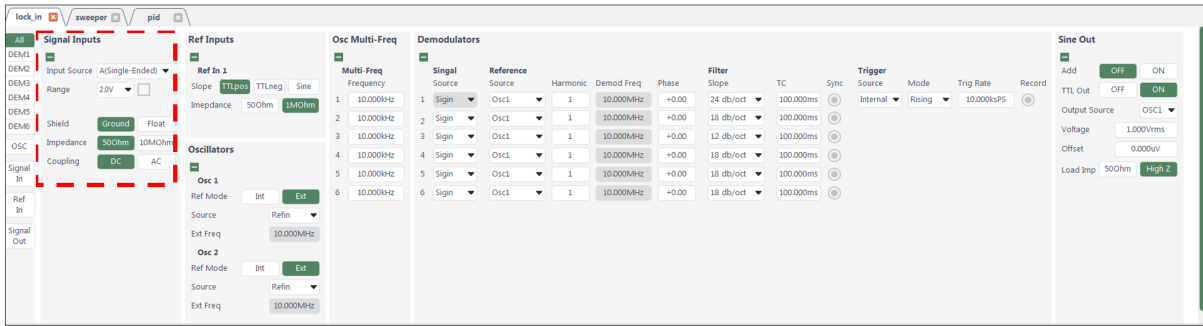 lock_in sweeper pid
All
DEM1
DEM2
DEM3
DEM4
DEM5
DEM6
OSC
Signal
In
Ref
In
Signal
Out
Signal Inputs
Input Source A(Single-Ended)
Range 2.0V
Shield Ground Float
Impedance 50Ohm 10MOhm
Coupling DC AC
Ref Inputs
Ref In 1
Slope TTLpos TTLneg Sine
Imepdance 50Ohm 1MOhm
Oscillators
Osc 1
Ref Mode Int Ext
Source Refin
Ext Freq 10.000MHz
Osc 2
Ref Mode Int Ext
Source Refin
Ext Freq 10.000MHz
Osc Multi-Freq
Multi-Freq
Frequency
1 10.000kHz
2 10.000kHz
3 10.000kHz
4 10.000kHz
5 10.000kHz
6 10.000kHz
Demodulators
Singal Reference Filter Trigger
Source Source Harmonic Demod Freq Phase Slope TC Sync Source Mode Trig Rate Record
1 Sigin Osc1 1 10.000MHz +0.00 24 db/oct 100.000ms Internal Rising 10.000ksPS
2 Sigin Osc1 1 10.000MHz +0.00 18 db/oct 100.000ms
3 Sigin Osc1 1 10.000MHz +0.00 12 db/oct 100.000ms
4 Sigin Osc1 1 10.000MHz +0.00 18 db/oct 100.000ms
5 Sigin Osc1 1 10.000MHz +0.00 18 db/oct 100.000ms
6 Sigin Osc1 1 10.000MHz +0.00 18 db/oct 100.000ms
Sine Out
Add OFF ON
TTL Out OFF ON
Output Source OSC1
Voltage 1.000Vrms
Offset 0.000uV
Load Imp 50Ohm High Z